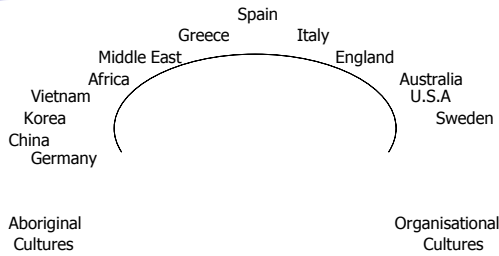 Spain
Greece Italy
Middle East England
Africa Australia
Vietnam U.S.A
Korea Sweden
China
Germany
Aboriginal
Cultures
Organisational
Cultures